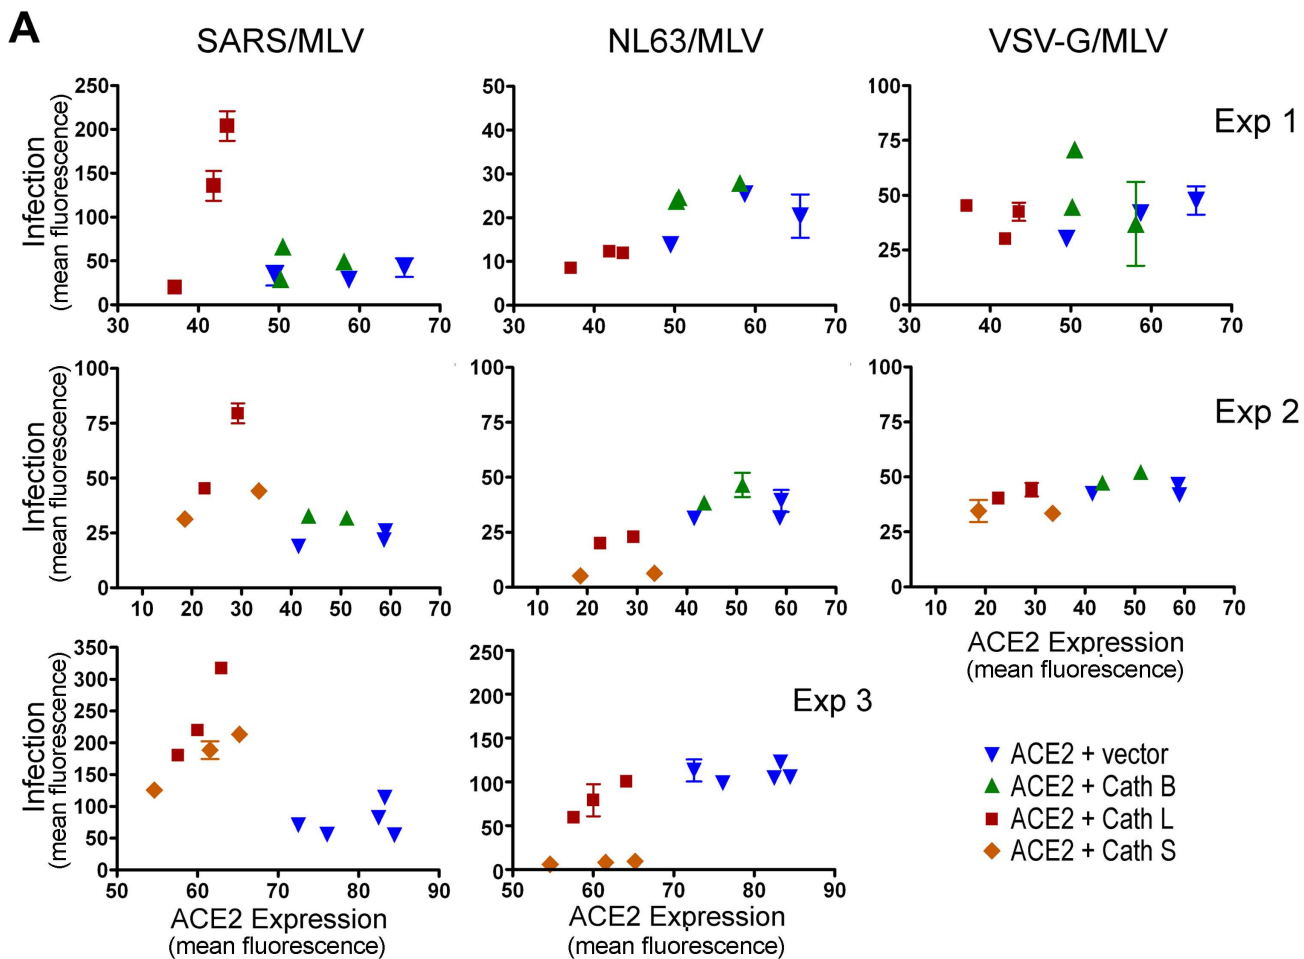 A
SARS/MLV
NL63/MLV
VSV-G/MLV
Infection
(mean fluorescence)
250
200
150
100
50
0
30 40 50 60 70
50
40
30
20
10
0
30 40 50 60 70
100
75
50
25
0
30 40 50 60 70
Exp 1
Infection
(mean fluorescence)
100
75
50
25
0
10 20 30 40 50 60 70
100
75
50
25
0
10 20 30 40 50 60 70
100
75
50
25
0
10 20 30 40 50 60 70
ACE2 Expression
(mean fluorescence)
Exp 2
Infection
(mean fluorescence)
350
300
250
200
150
100
50
0
50 60 70 80 90
ACE2 Expression
(mean fluorescence)
250
200
150
100
50
0
50 60 70 80 90
ACE2 Expression
(mean fluorescence)
Exp 3
ACE2 + vector
ACE2 + Cath B
ACE2 + Cath L
ACE2 + Cath S